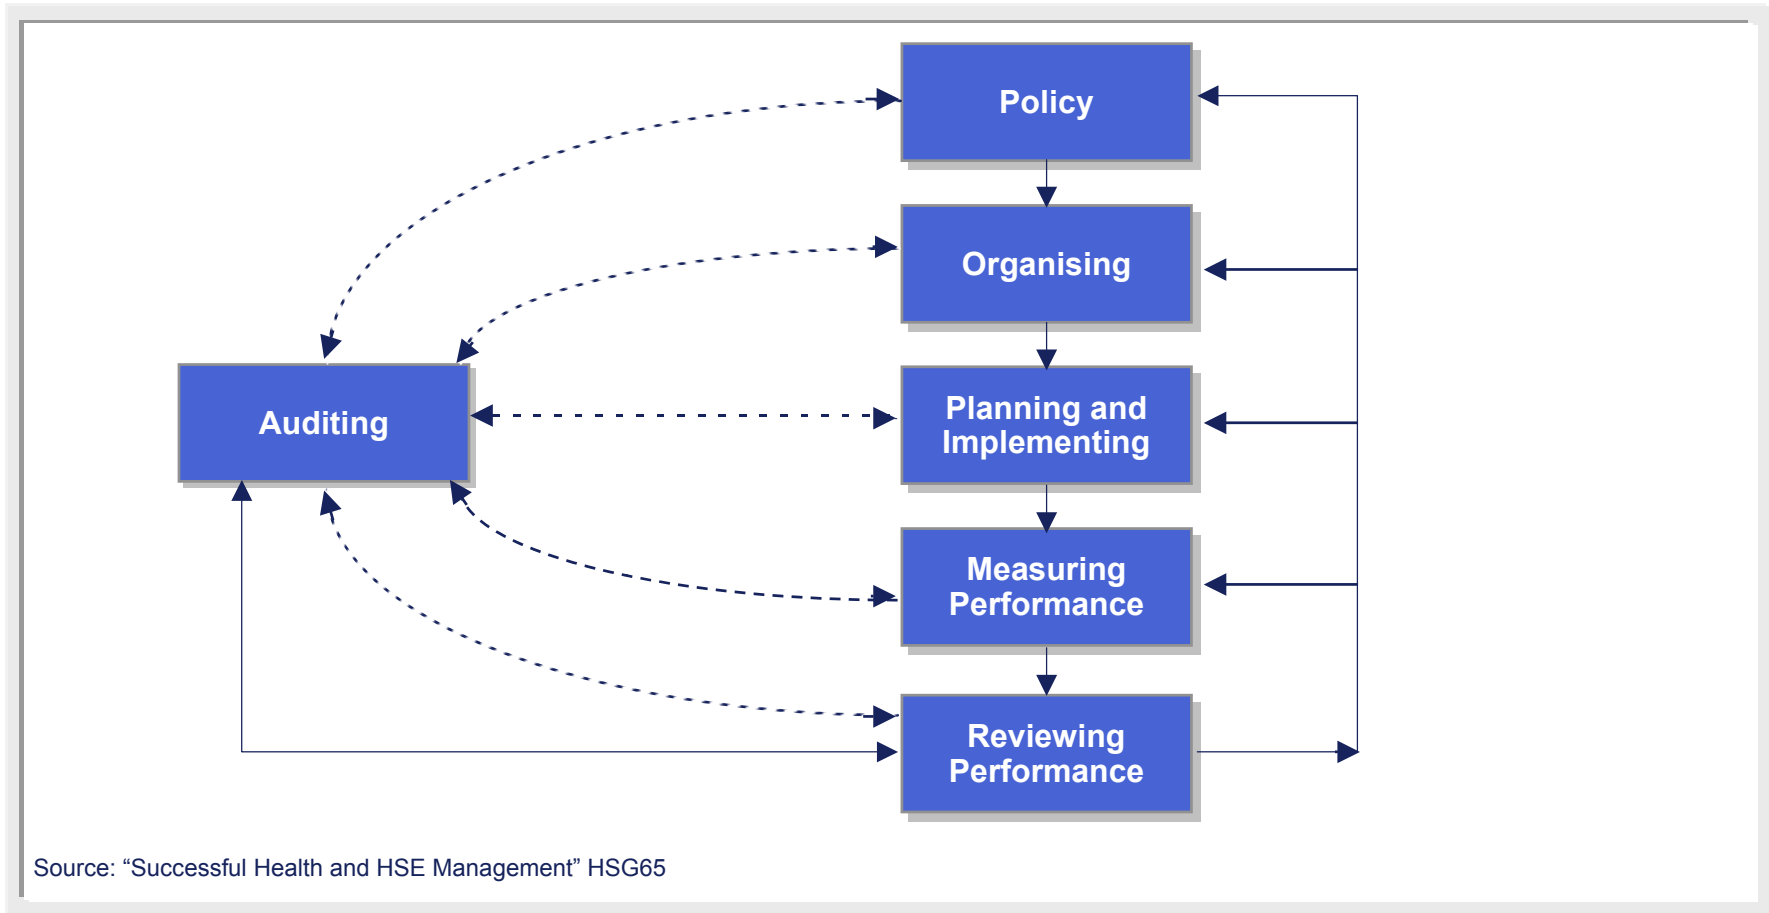 Policy
Organising
Auditing
Planning and
Implementing
Measuring
Performance
Reviewing
Performance
Source: “Successful Health and HSE Management” HSG65